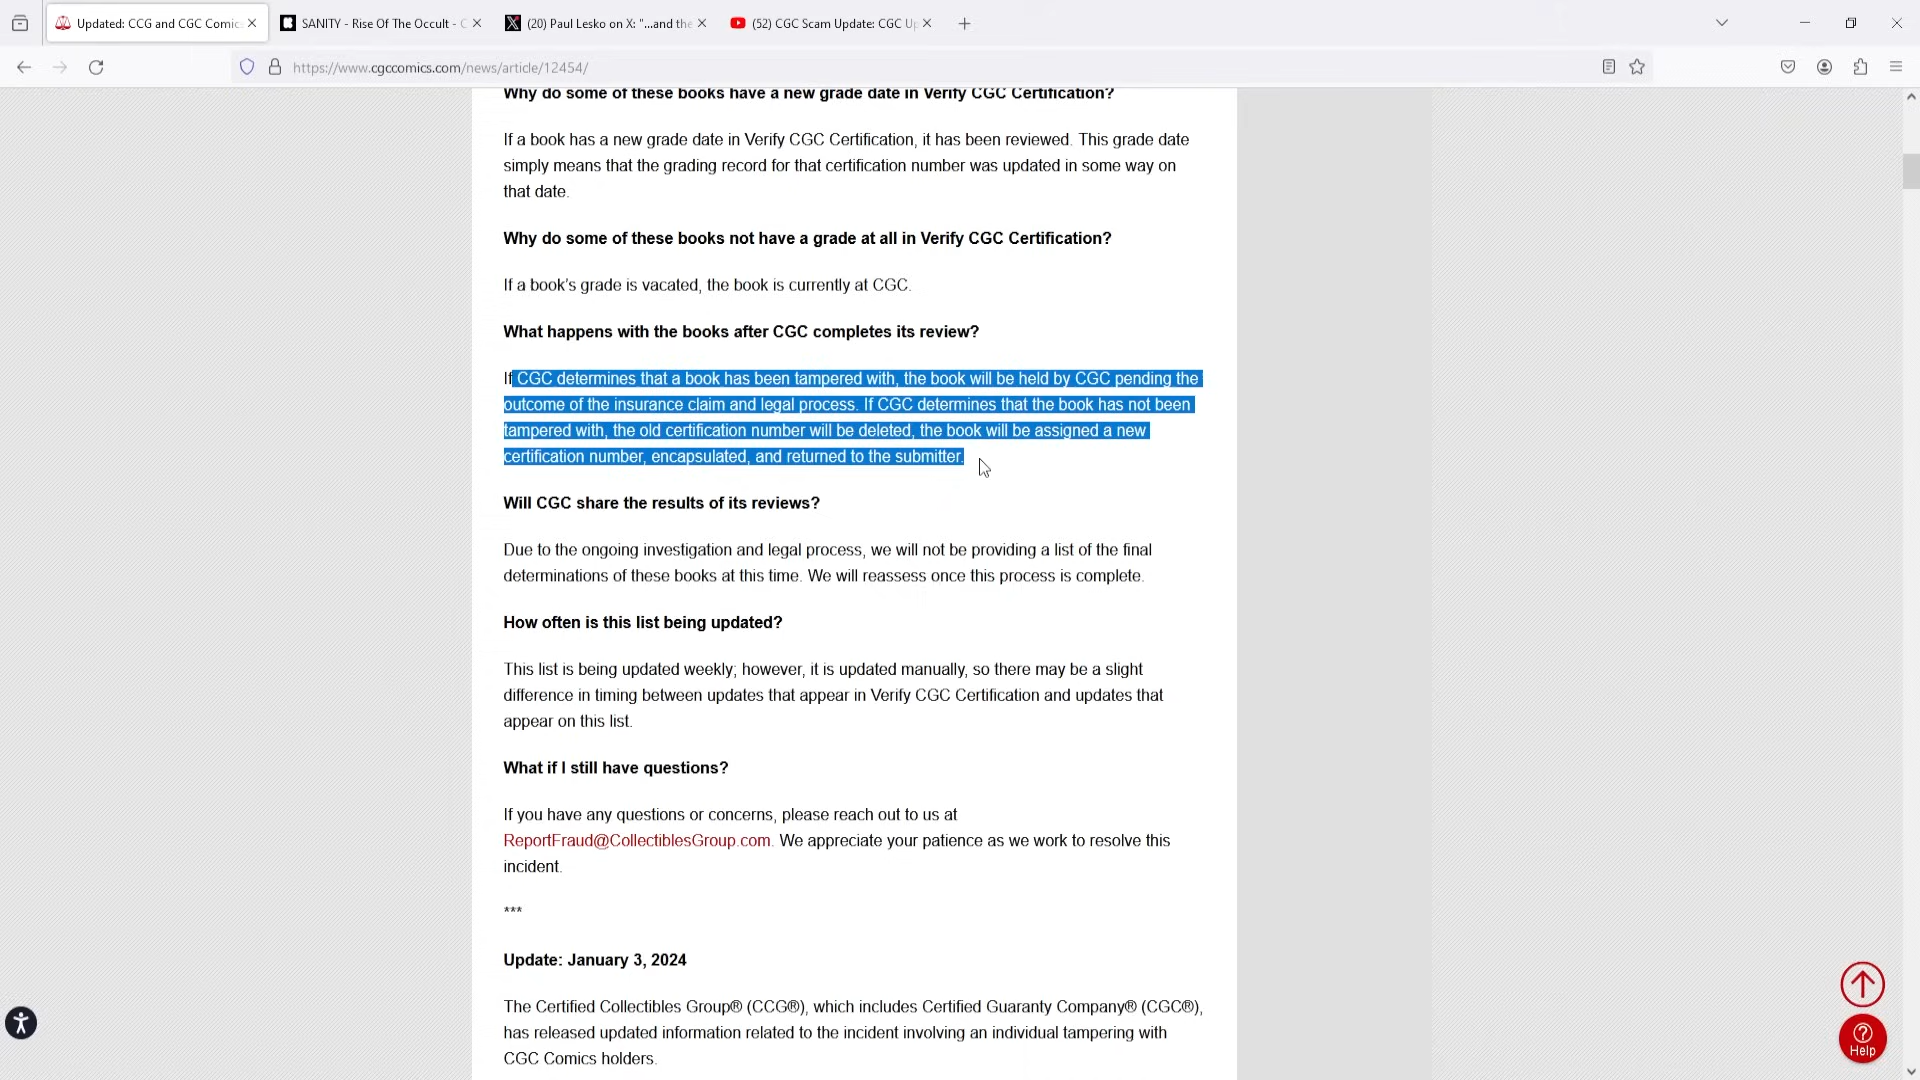 Updated: CCG and CGC Comic
SANITY - Rise Of The Occult - C
(20) Paul Lesko on X: "...and the
(52) CGC Scam Update: CGC Up
https://www.cgccomics.com/news/article/12454/
Why do some of these books have a new grade date in Verify CGC Certification?
If a book has a new grade date in Verify CGC Certification, it has been reviewed. This grade date
simply means that the grading record for that certification number was updated in some way on
that date.
Why do some of these books not have a grade at all in Verify CGC Certification?
If a book's grade is vacated, the book is currently at CGC.
What happens with the books after CGC completes its review?
If CGC determines that a book has been tampered with, the book will be held by CGC pending the
outcome of the insurance claim and legal process. If CGC determines that the book has not been
tampered with, the old certification number will be deleted, the book will be assigned a new
certification number, encapsulated, and returned to the submitter.
Will CGC share the results of its reviews?
Due to the ongoing investigation and legal process, we will not be providing a list of the final
determinations of these books at this time. We will reassess once this process is complete.
How often is this list being updated?
This list is being updated weekly; however, it is updated manually, so there may be a slight
difference in timing between updates that appear in Verify CGC Certification and updates that
appear on this list.
What if I still have questions?
If you have any questions or concerns, please reach out to us at
ReportFraud@CollectiblesGroup.com. We appreciate your patience as we work to resolve this
incident.
***
Update: January 3, 2024
The Certified Collectibles Group® (CCG®), which includes Certified Guaranty Company® (CGC®),
has released updated information related to the incident involving an individual tampering with
CGC Comics holders.
Help